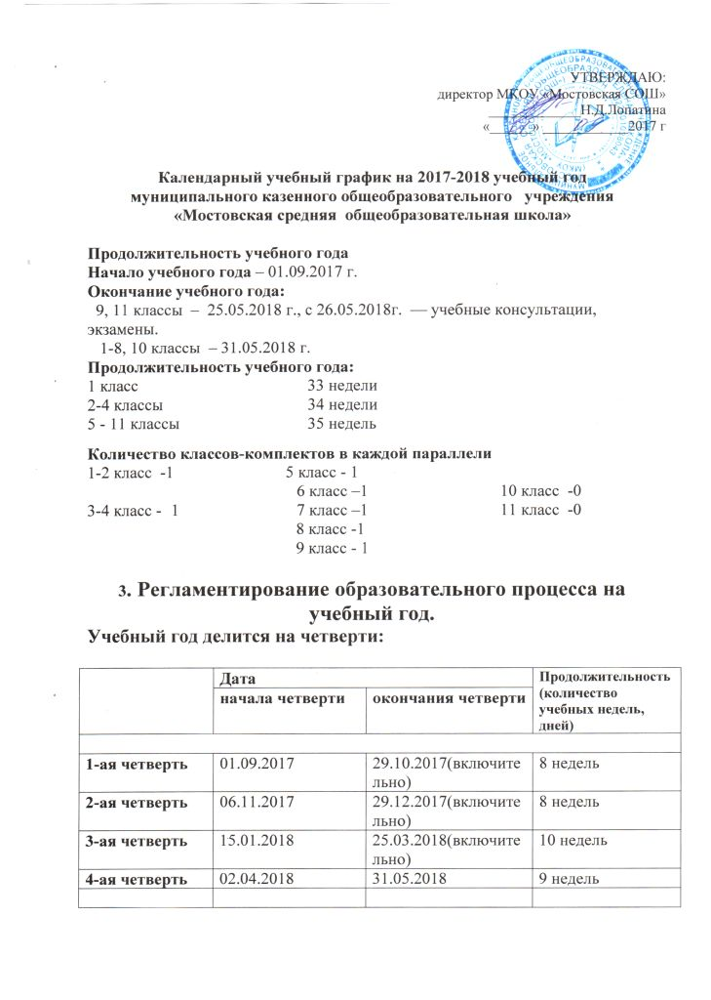 УТВЕРЖДАЮ:
директор МКОУ «Мостовская СОШ»
____________ Н.Д.Лопатина
«______» ____________2017 г
Календарный учебный график на 2017-2018 учебный год
муниципального казенного общеобразовательного учреждения
«Мостовская средняя общеобразовательная школа»
Продолжительность учебного года
Начало учебного года – 01.09.2017 г.
Окончание учебного года:
9, 11 классы – 25.05.2018 г., с 26.05.2018г. — учебные консультации,
экзамены.
1-8, 10 классы – 31.05.2018 г.
Продолжительность учебного года:
1 класс 33 недели
2-4 классы 34 недели
5 - 11 классы 35 недель
Количество классов-комплектов в каждой параллели
1-2 класс -1 5 класс - 1
6 класс –1 10 класс -0
3-4 класс - 1 7 класс –1 11 класс -0
8 класс -1
9 класс - 1
3. Регламентирование образовательного процесса на
учебный год.
Учебный год делится на четверти:
Дата Продолжительность
(количество
учебных недель,
дней)
начала четверти окончания четверти
1-ая четверть 01.09.2017 29.10.2017(включите
льно) 8 недель
2-ая четверть 06.11.2017 29.12.2017(включите
льно) 8 недель
3-ая четверть 15.01.2018 25.03.2018(включите
льно) 10 недель
4-ая четверть 02.04.2018 31.05.2018 9 недель